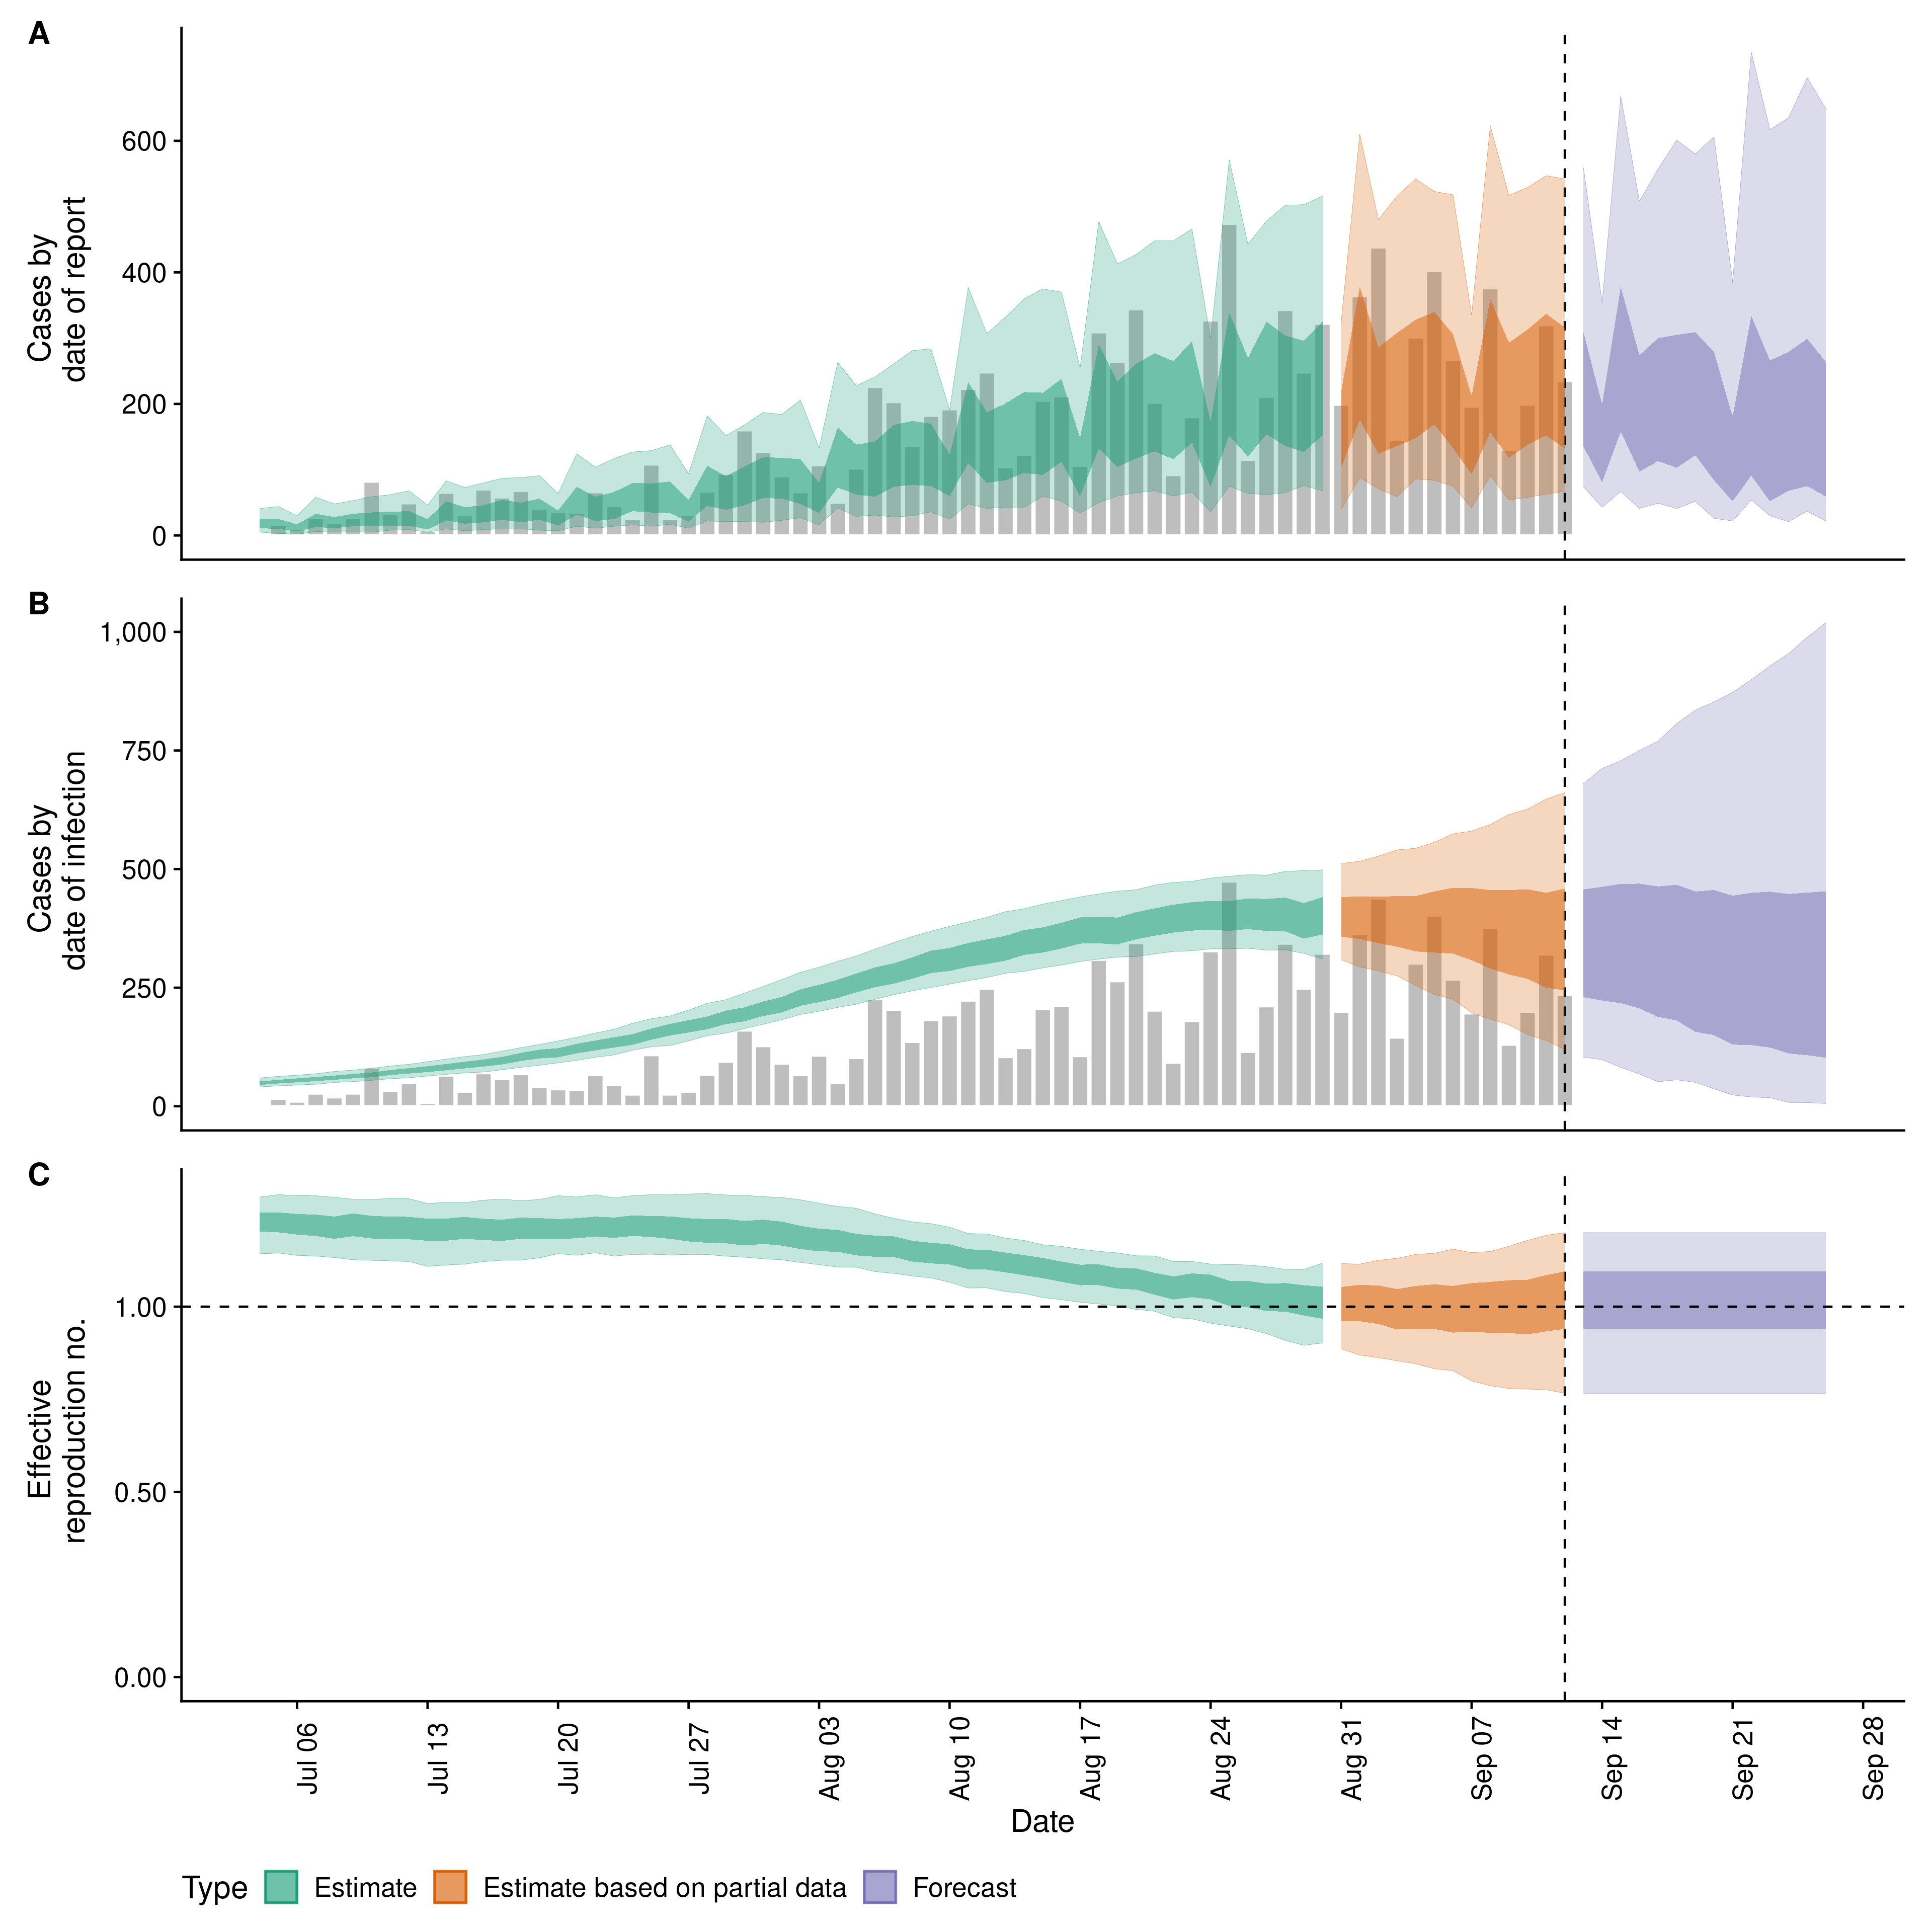 A
Cases by
date of report
600
400
200
0
B
Cases by
date of infection
1,000
750
500
250
0
C
Effective
reproduction no.
1.00
0.50
0.00
Jul 06
Jul 13
Jul 20
Jul 27
Aug 03
Aug 10
Aug 17
Aug 24
Aug 31
Sep 07
Sep 14
Sep 21
Sep 28
Date
Type Estimate Estimate based on partial data Forecast